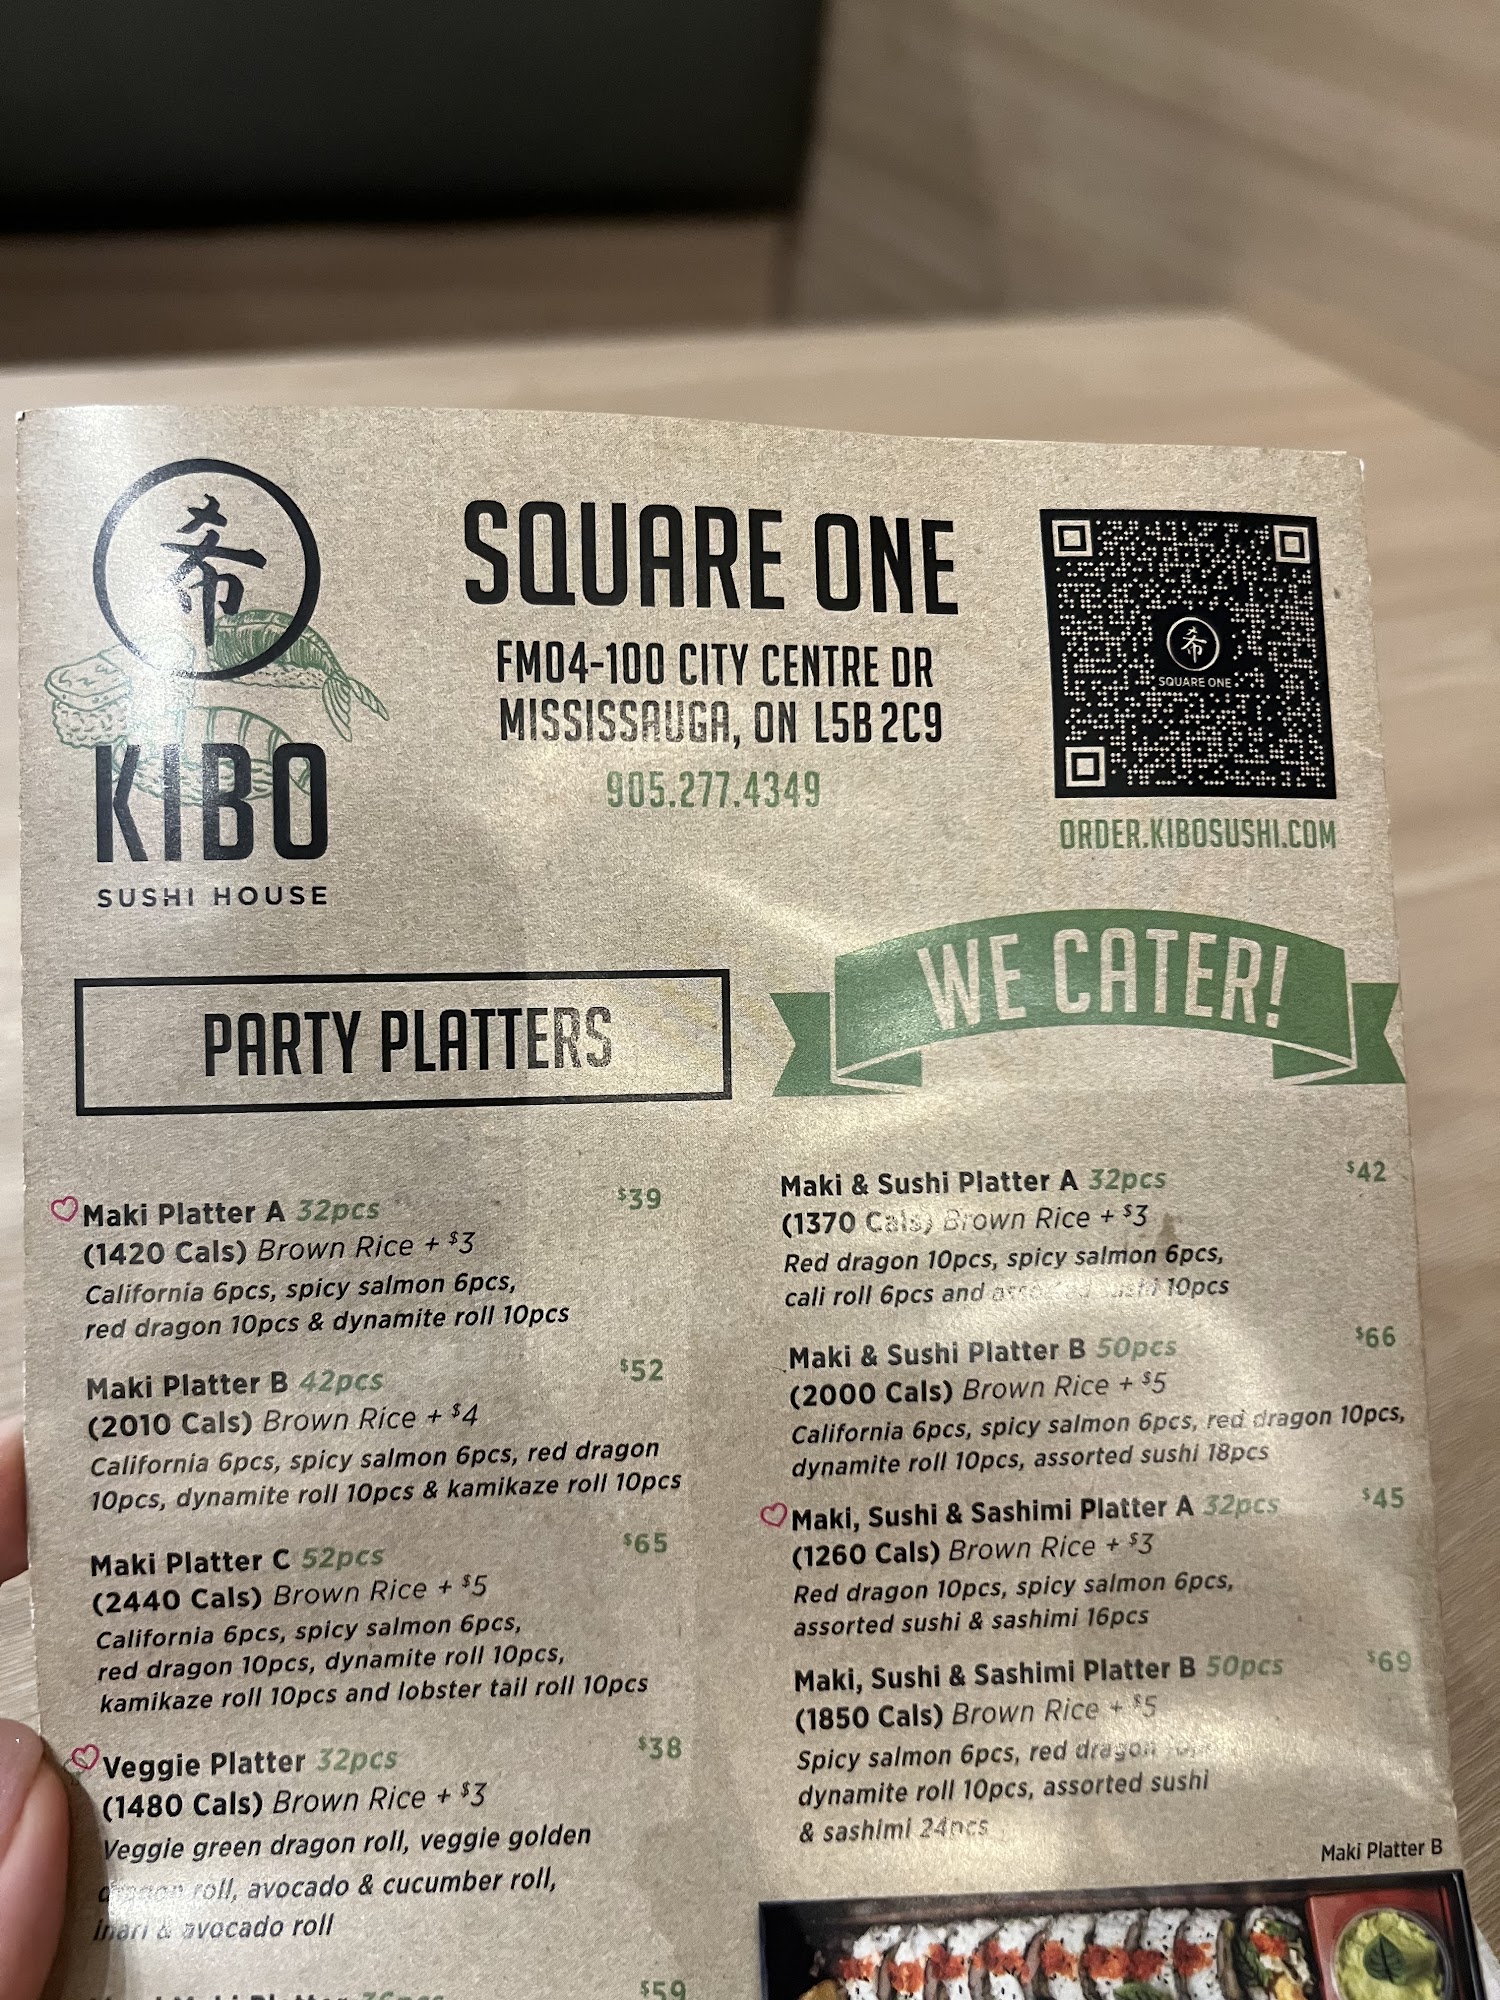 希
KIBO
SUSHI HOUSE
SQUARE ONE
FM04-100 CITY CENTRE DR
MISSISSAUGA, ON L5B 2C9
905.277.4349
希
SQUARE ONE
ORDER.KIBOSUSHI.COM
PARTY PLATTERS
Maki Platter A 32pcs $39
(1420 Cals) Brown Rice + $3
California 6pcs, spicy salmon 6pcs,
red dragon 10pcs & dynamite roll 10pcs
Maki Platter B 42pcs $52
(2010 Cals) Brown Rice + $4
California 6pcs, spicy salmon 6pcs, red dragon
10pcs, dynamite roll 10pcs & kamikaze roll 10pcs
Maki Platter C 52pcs $65
(2440 Cals) Brown Rice + $5
California 6pcs, spicy salmon 6pcs,
red dragon 10pcs, dynamite roll 10pcs,
kamikaze roll 10pcs and lobster tail roll 10pcs
Veggie Platter 32pcs $38
(1480 Cals) Brown Rice + $3
Veggie green dragon roll, veggie golden
dragon roll, avocado & cucumber roll,
inari & avocado roll
Maki Platter 36pcs $59
WE CATER!
Maki & Sushi Platter A 32pcs $42
(1370 Cals) Brown Rice + $3
Red dragon 10pcs, spicy salmon 6pcs,
cali roll 6pcs and assorted sushi 10pcs
Maki & Sushi Platter B 50pcs $66
(2000 Cals) Brown Rice + $5
California 6pcs, spicy salmon 6pcs, red dragon 10pcs,
dynamite roll 10pcs, assorted sushi 18pcs
Maki, Sushi & Sashimi Platter A 32pcs $45
(1260 Cals) Brown Rice + $3
Red dragon 10pcs, spicy salmon 6pcs,
assorted sushi & sashimi 16pcs
Maki, Sushi & Sashimi Platter B 50pcs $69
(1850 Cals) Brown Rice + $5
Spicy salmon 6pcs, red dragon
dynamite roll 10pcs, assorted sushi
& sashimi 24pcs
Maki Platter B